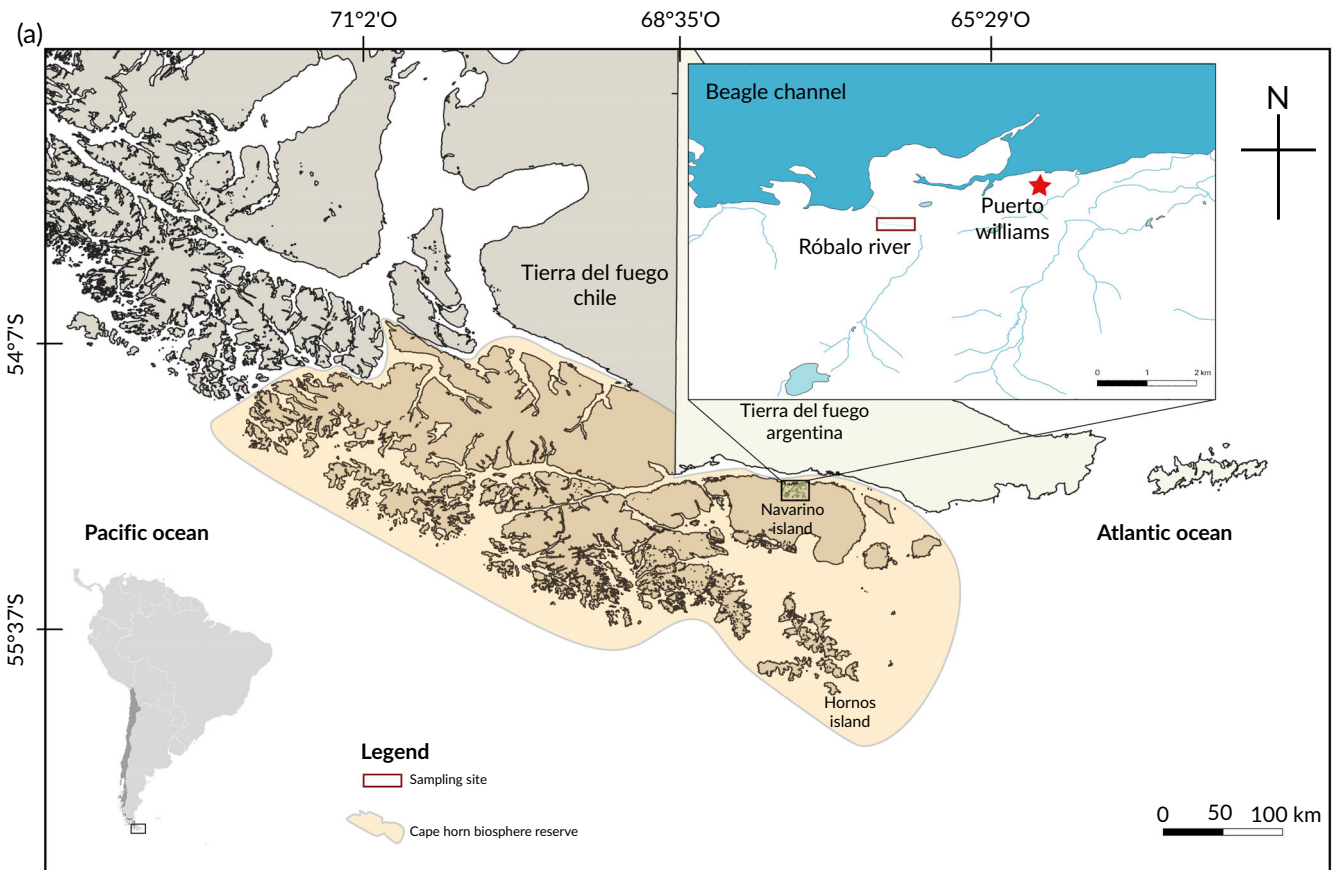 (a)
71°2'O
68°35'O
65°29'O
Beagle channel
N
Puerto
williams
Róbalo river
Tierra del fuego
chile
54°7'S
0 1 2 km
Tierra del fuego
argentina
Navarino
island
Pacific ocean
Atlantic ocean
55°37'S
Hornos
island
Legend
Sampling site
Cape horn biosphere reserve
0 50 100 km